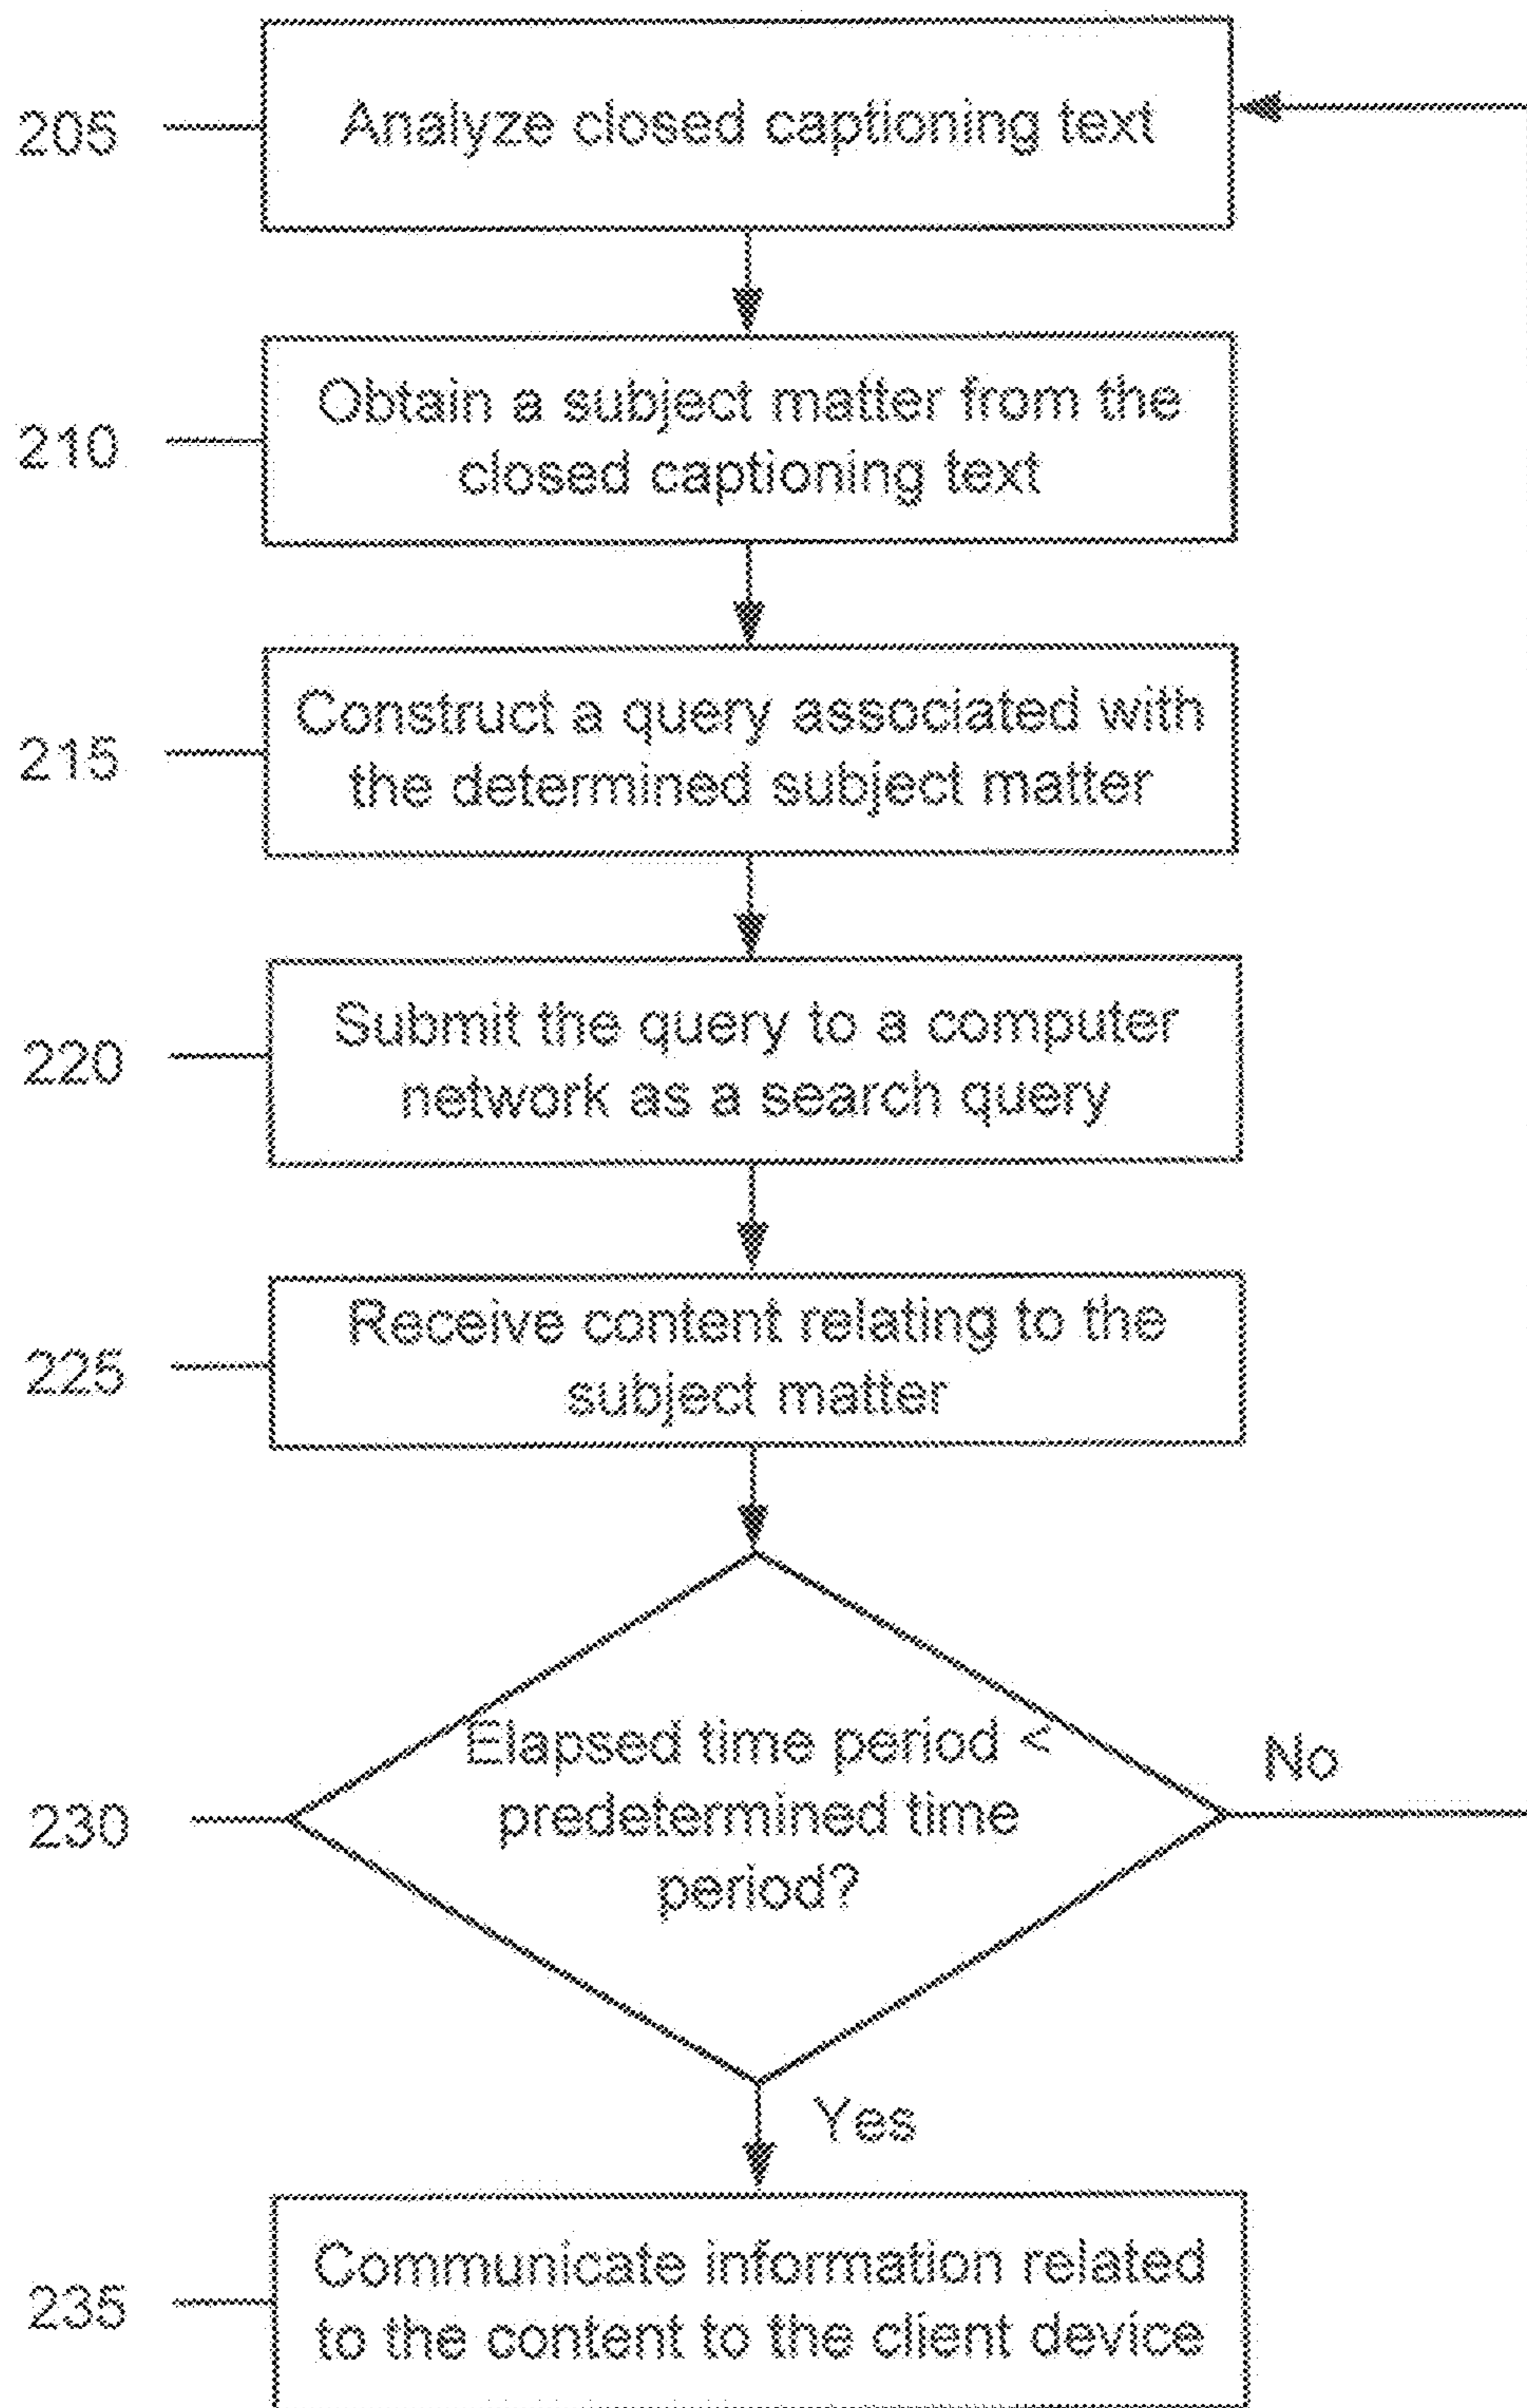 205
Analyze closed captioning text
210
Obtain a subject matter from the
closed captioning text
215
Construct a query associated with
the determined subject matter
220
Submit the query to a computer
network as a search query
225
Receive content relating to the
subject matter
230
Elapsed time period <
predetermined time
period?
No
Yes
235
Communicate information related
to the content to the client device